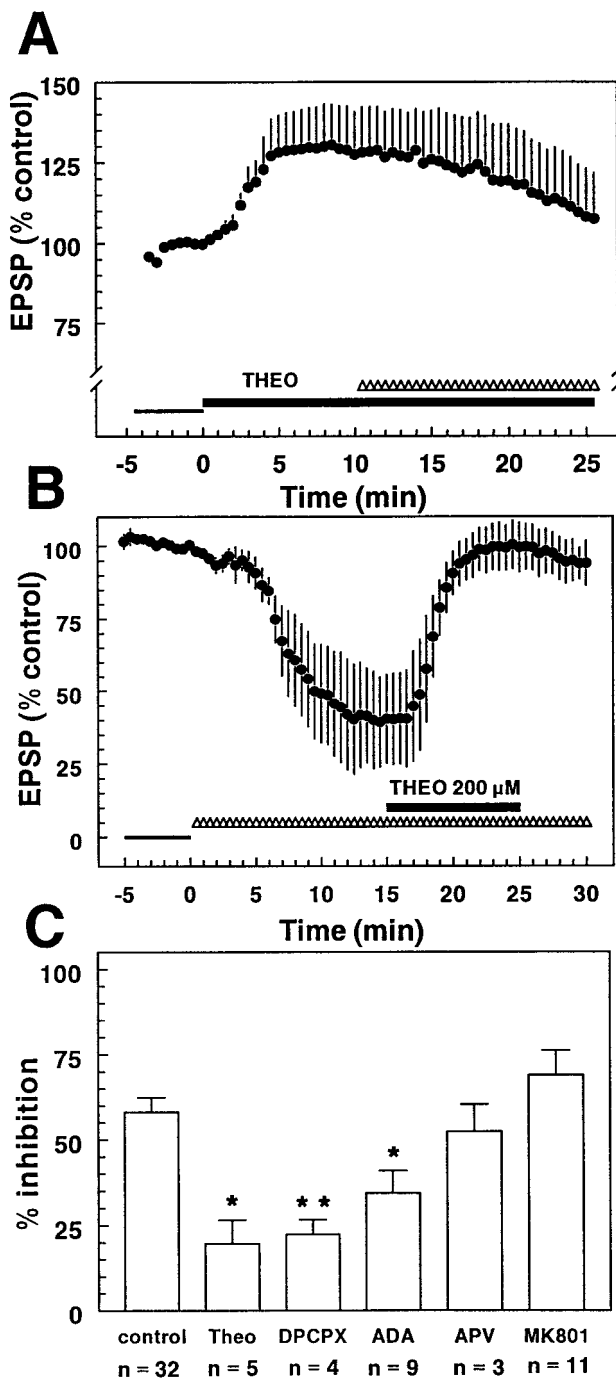 A
EPSP (% control)
150
125
100
75
THEO
-5 0 5 10 15 20 25
Time (min)
B
EPSP (% control)
100
75
50
25
0
THEO 200 µM
-5 0 5 10 15 20 25 30
Time (min)
C
% inhibition
100
75
50
25
0
* ** *
control Theo DPCPX ADA APV MK801
n = 32 n = 5 n = 4 n = 9 n = 3 n = 11